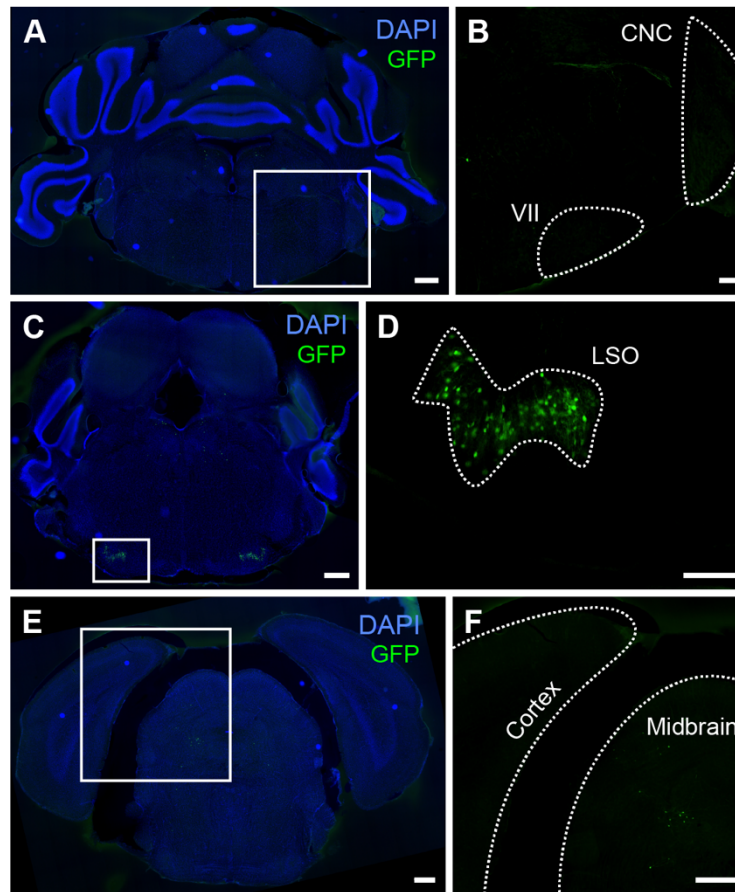 A
DAPI
GFP
B
CNC
VII
C
DAPI
GFP
D
LSO
E
DAPI
GFP
F
Cortex
Midbrain